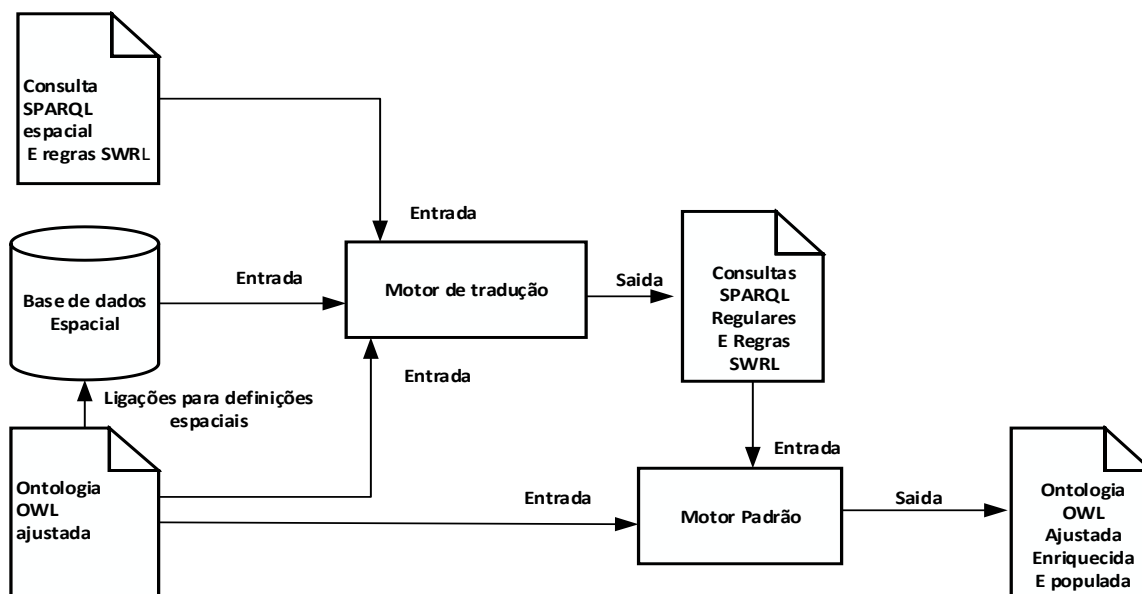 Consulta
SPARQL
espacial
E regras SWRL
Entrada
Base de dados
Espacial
Entrada
Motor de tradução
Saida
Consultas
SPARQL
Regulares
E Regras
SWRL
Entrada
Ligações para definições
espaciais
Ontologia
OWL
ajustada
Entrada
Entrada
Motor Padrão
Saida
Ontologia
OWL
Ajustada
Enriquecida
E populada